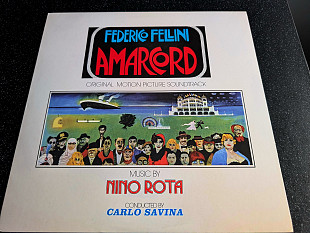 FEDERICO FELLINI
AMARCORD
ORIGINAL MOTION PICTURE SOUNDTRACK
MUSIC BY
NINO ROTA
CONDUCTED BY
CARLO SAVINA